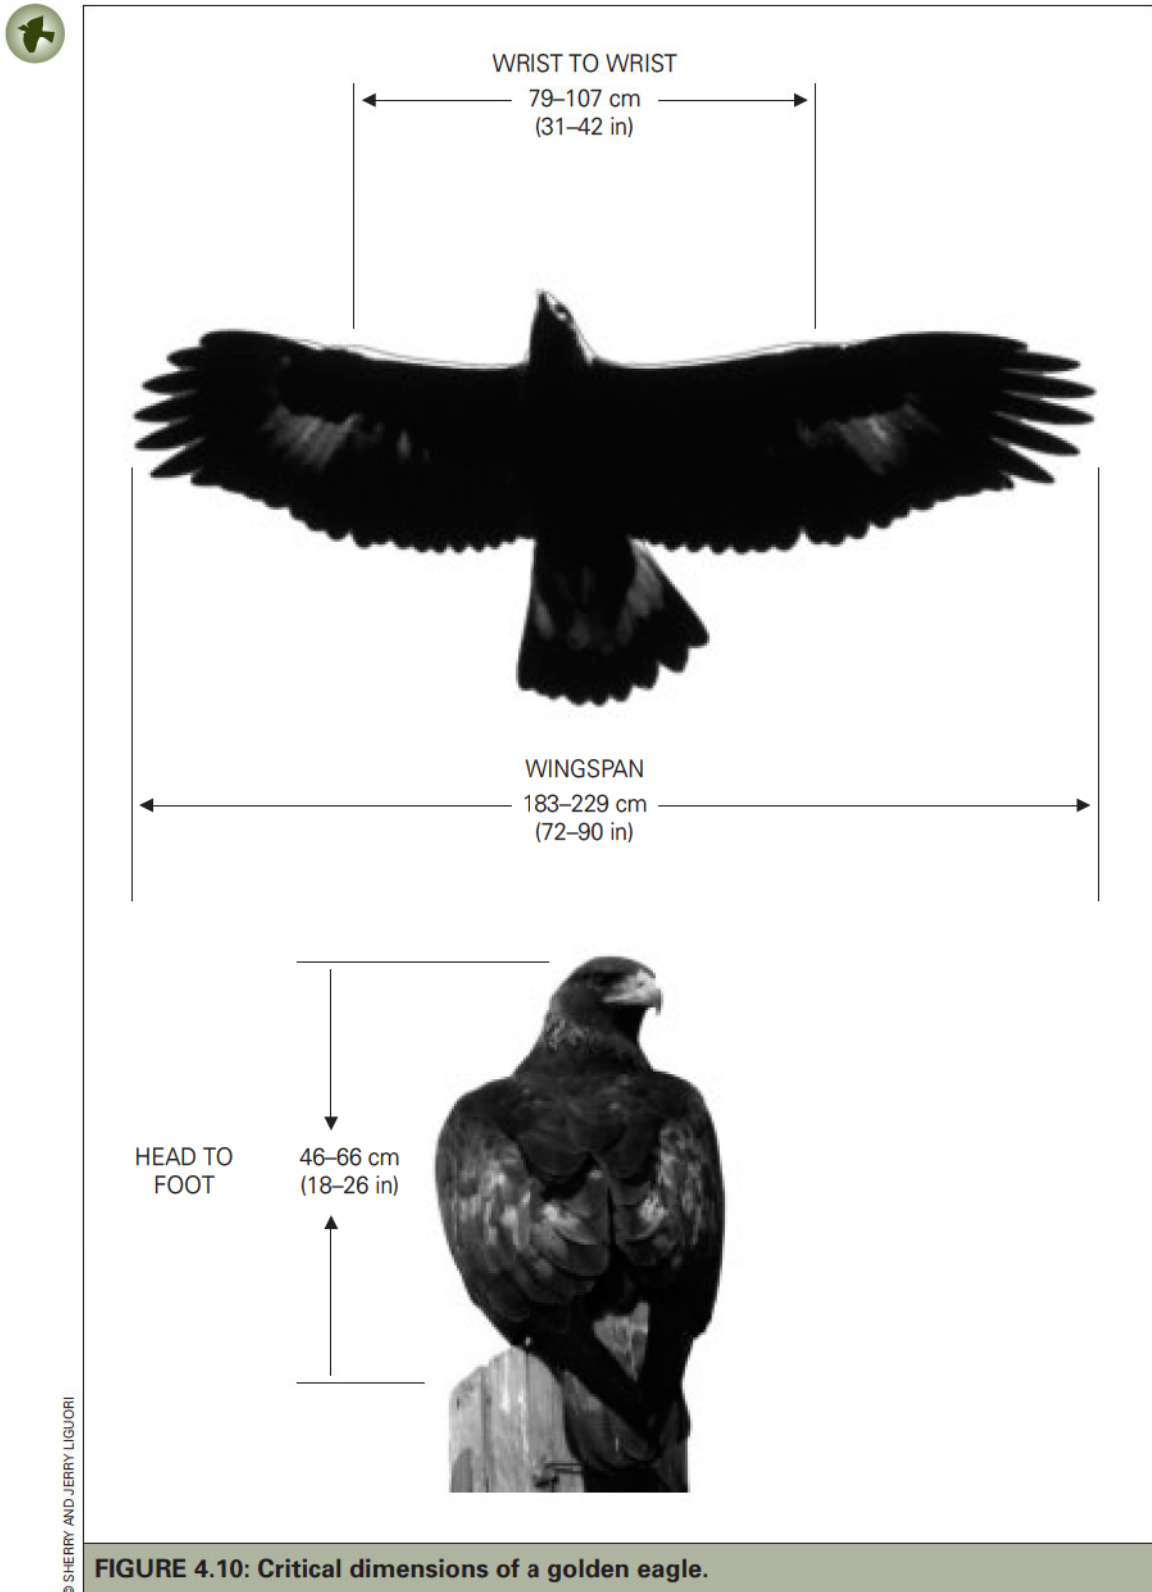 WRIST TO WRIST
79–107 cm
(31–42 in)
WINGSPAN
183–229 cm
(72–90 in)
HEAD TO
FOOT
46–66 cm
(18–26 in)
© SHERRY AND JERRY LIGUORI
FIGURE 4.10: Critical dimensions of a golden eagle.